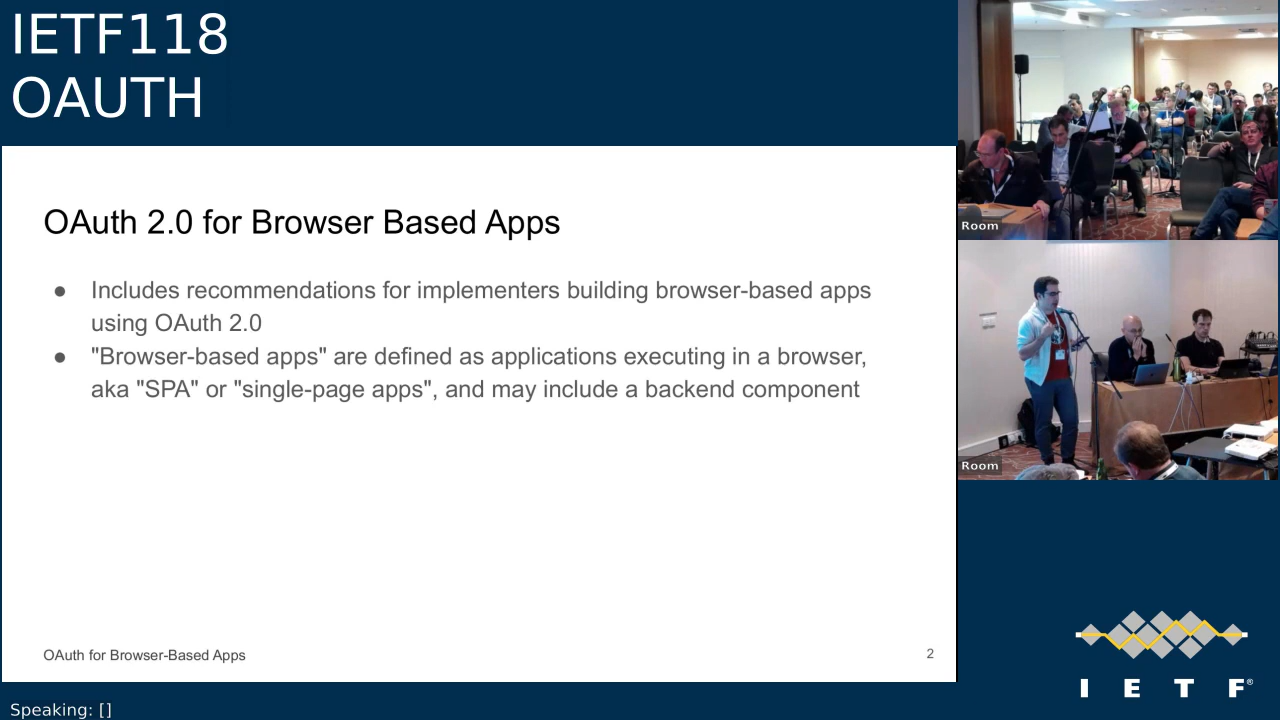 IETF118
OAUTH
OAuth 2.0 for Browser Based Apps
● Includes recommendations for implementers building browser-based apps
using OAuth 2.0
● "Browser-based apps" are defined as applications executing in a browser,
aka "SPA" or "single-page apps", and may include a backend component
OAuth for Browser-Based Apps
2
Room
Room
I E T F®
Speaking: []